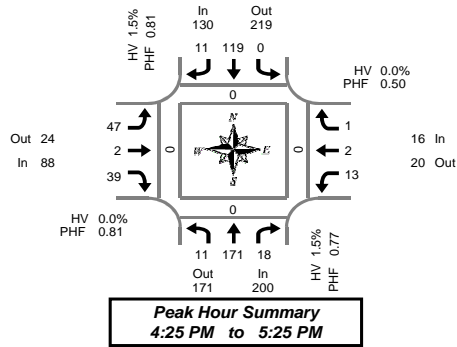 HV 1.5%
PHF 0.81
In
130
Out
219
11 119 0
HV 0.0%
PHF 0.50
0
Out 24
In 88
47
2
39
0
N
W E
S
0
1
2
13
16 In
20 Out
HV 0.0%
PHF 0.81
0
11 171 18
Out
171
In
200
HV 1.5%
PHF 0.77
Peak Hour Summary
4:25 PM to 5:25 PM